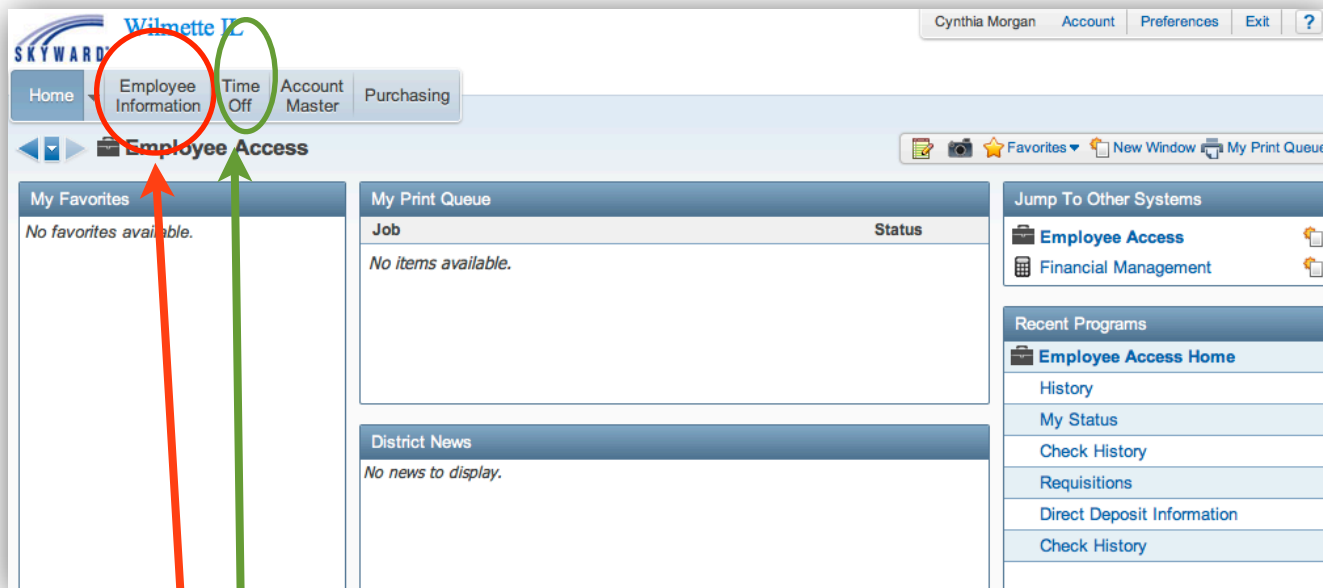 Wilmette IL
SKYWARD
Cynthia Morgan Account Preferences Exit ?
Home Employee Information Time Off Account Master Purchasing
Employee Access
Favorites New Window My Print Queue
My Favorites
No favorites available.
My Print Queue
Job Status
No items available.
District News
No news to display.
Jump To Other Systems
Employee Access
Financial Management
Recent Programs
Employee Access Home
History
My Status
Check History
Requisitions
Direct Deposit Information
Check History